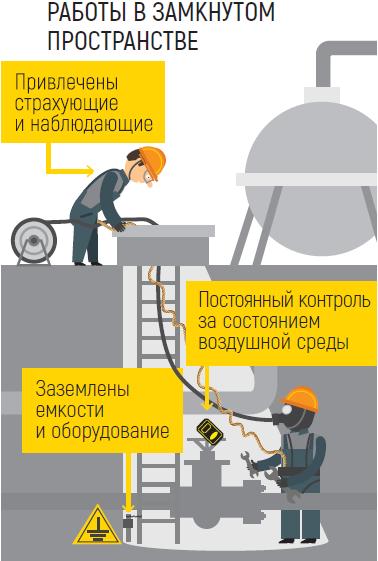 РАБОТЫ В ЗАМКНУТОМ
ПРОСТРАНСТВЕ
Привлечены
страхующие
и наблюдающие
Постоянный контроль
за состоянием
воздушной среды
Заземлены
емкости
и оборудование